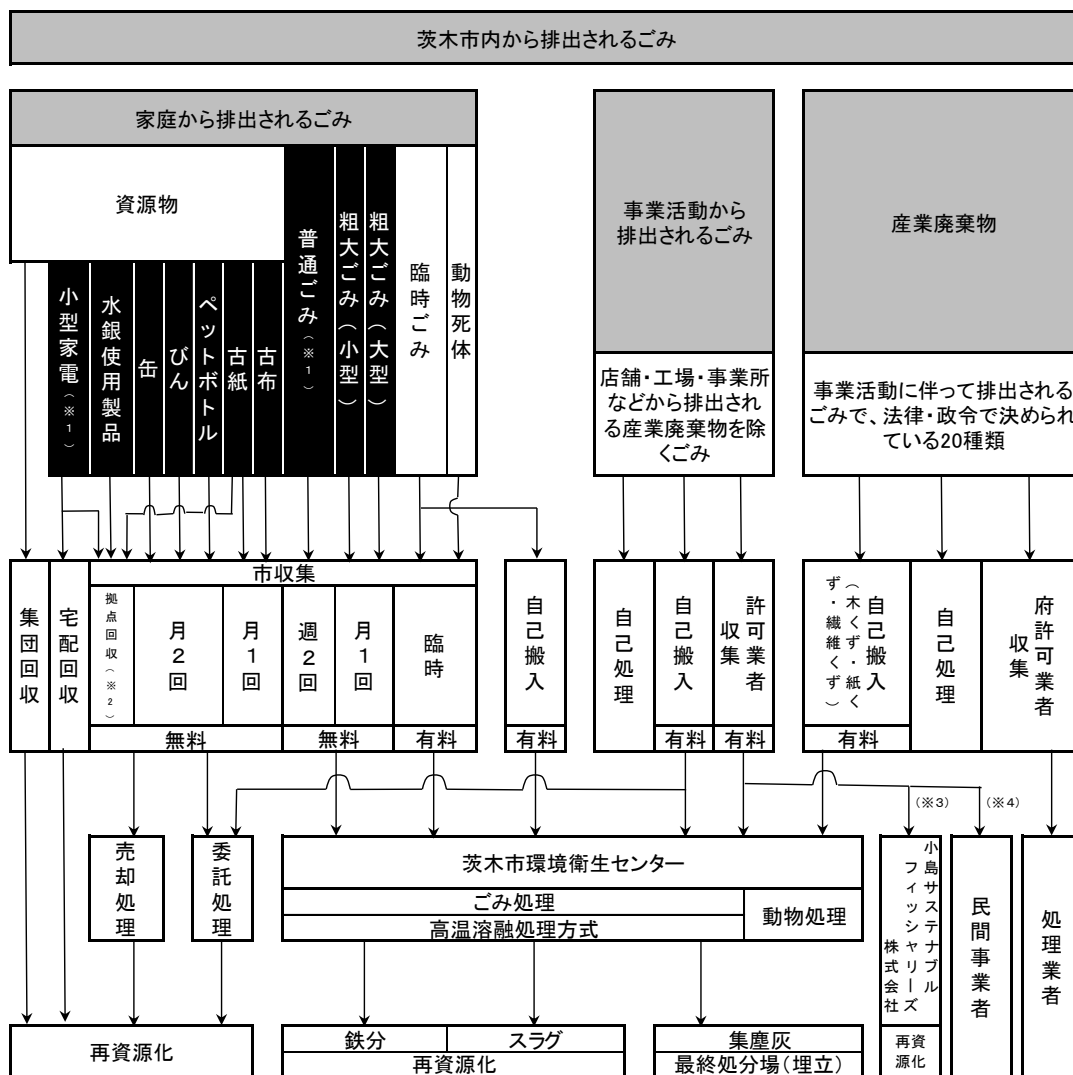 茨木市内から排出されるごみ
家庭から排出されるごみ
資源物
小型家電(※1)
水銀使用製品
缶
びん
ペットボトル
古紙
古布
普通ごみ(※1)
粗大ごみ(小型)
粗大ごみ(大型)
臨時ごみ
動物死体
事業活動から
排出されるごみ
店舗・工場・事業所
などから排出され
る産業廃棄物を除
くごみ
産業廃棄物
事業活動に伴って排出される
ごみで、法律・政令で決められ
ている20種類
集団回収
宅配回収
市収集
拠点回収(※2)
月2回
月1回
週2回
月1回
臨時
無料
無料
有料
自己搬入
有料
自己処理
自己搬入
有料
許可業者
収集
有料
自己搬入
(木くず・紙く
ず・繊維くず)
有料
自己処理
府許可業者
収集
(※3)
(※4)
売却処理
委託処理
茨木市環境衛生センター
ごみ処理
高温溶融処理方式
動物処理
小島サステナブル
フィッシャリーズ
株式会社
再資
源化
民間事業者
処理業者
再資源化
鉄分
スラグ
再資源化
集塵灰
最終処分場(埋立)